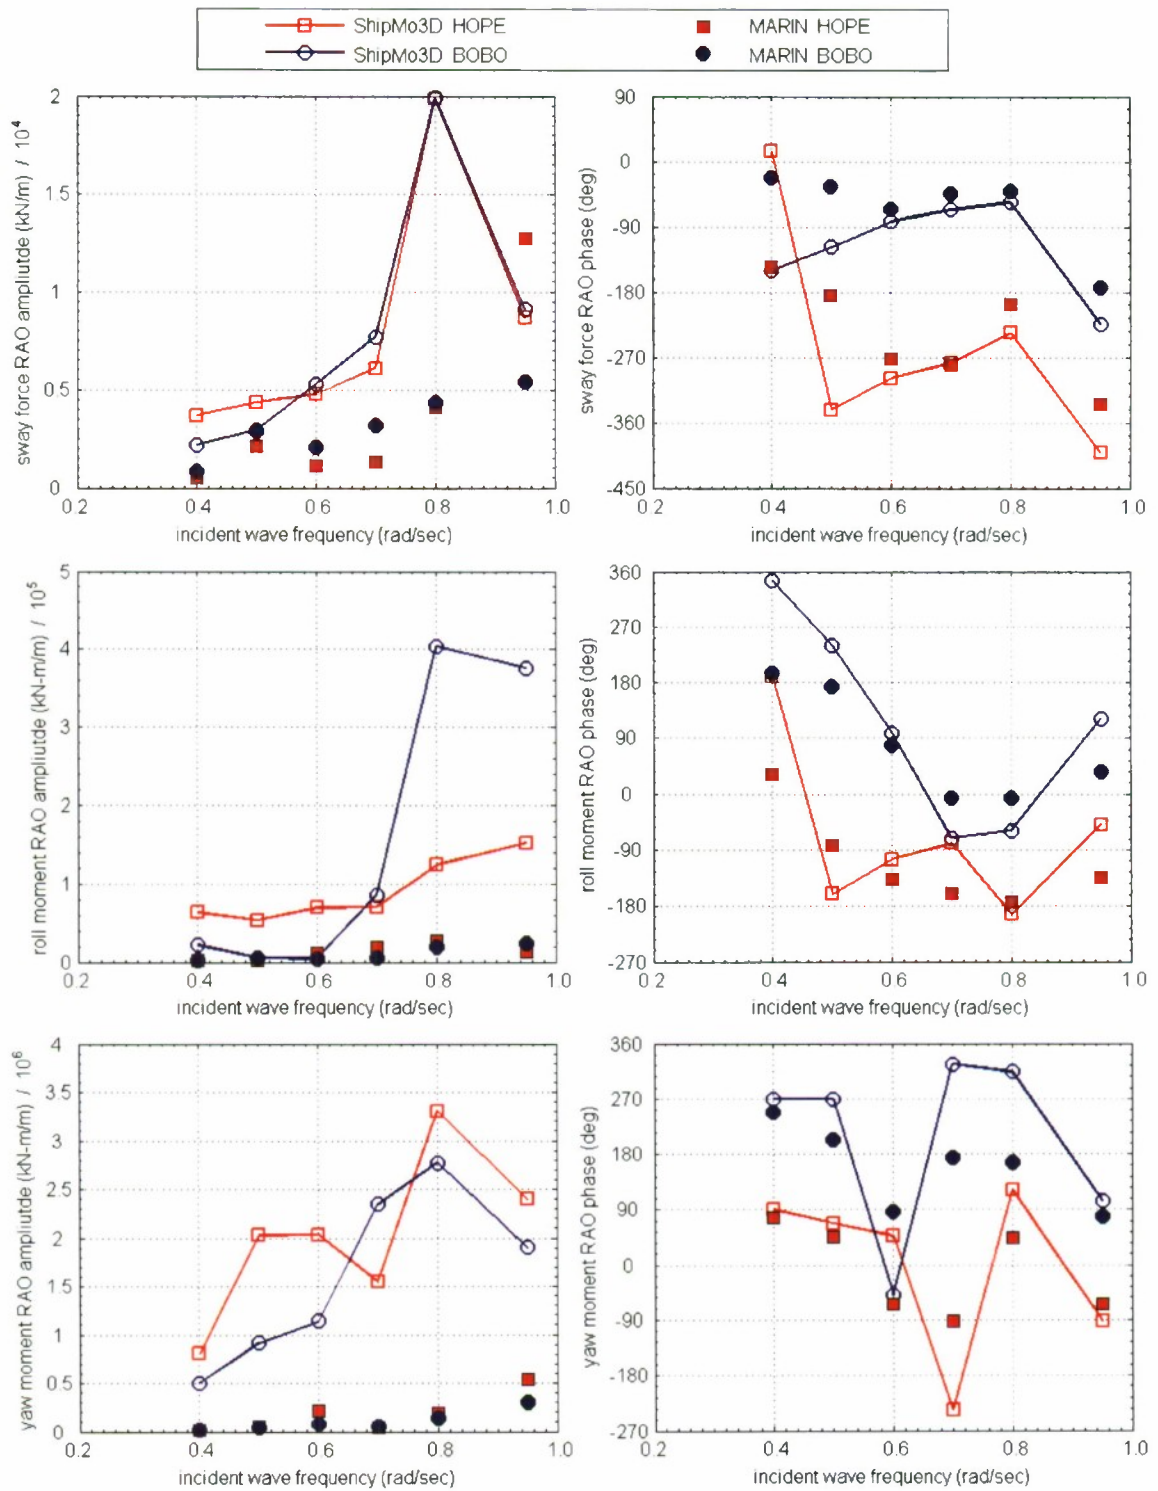 ShipMo3D HOPE
MARIN HOPE
ShipMo3D BOBO
MARIN BOBO
sway force RAO ampliutde (kN/m) / 10⁴
2
1.5
1
0.5
0
0.2 0.4 0.6 0.8 1.0
incident wave frequency (rad/sec)
sway force RAO phase (deg)
90
0
-90
-180
-270
-360
-450
0.2 0.4 0.6 0.8 1.0
incident wave frequency (rad/sec)
roll moment RAO ampliutde (kN-m/m) / 10⁵
5
4
3
2
1
0
0.2 0.4 0.6 0.8 1.0
incident wave frequency (rad/sec)
roll moment RAO phase (deg)
360
270
180
90
0
-90
-180
-270
0.2 0.4 0.6 0.8 1.0
incident wave frequency (rad/sec)
yaw moment RAO ampliutde (kN-m/m) / 10⁶
4
3.5
3
2.5
2
1.5
1
0.5
0
0.2 0.4 0.6 0.8 1.0
incident wave frequency (rad/sec)
yaw moment RAO phase (deg)
360
270
180
90
0
-90
-180
-270
0.2 0.4 0.6 0.8 1.0
incident wave frequency (rad/sec)